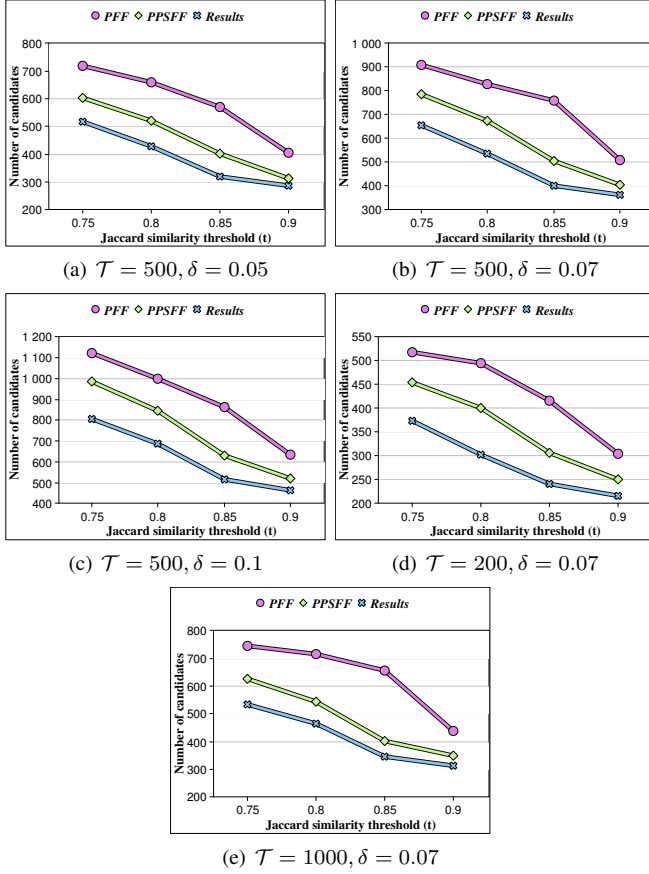 PFF PPSFF Results
800
700
600
500
400
300
200
Number of candidates
0.75 0.8 0.85 0.9
Jaccard similarity threshold (t)
(a) 𝒯 = 500, δ = 0.05
PFF PPSFF Results
1 000
900
800
700
600
500
400
300
Number of candidates
0.75 0.8 0.85 0.9
Jaccard similarity threshold (t)
(b) 𝒯 = 500, δ = 0.07
PFF PPSFF Results
1 200
1 100
1 000
900
800
700
600
500
400
Number of candidates
0.75 0.8 0.85 0.9
Jaccard similarity threshold (t)
(c) 𝒯 = 500, δ = 0.1
PFF PPSFF Results
550
500
450
400
350
300
250
200
Number of candidates
0.75 0.8 0.85 0.9
Jaccard similarity threshold (t)
(d) 𝒯 = 200, δ = 0.07
PFF PPSFF Results
800
700
600
500
400
300
200
Number of candidates
0.75 0.8 0.85 0.9
Jaccard similarity threshold (t)
(e) 𝒯 = 1000, δ = 0.07